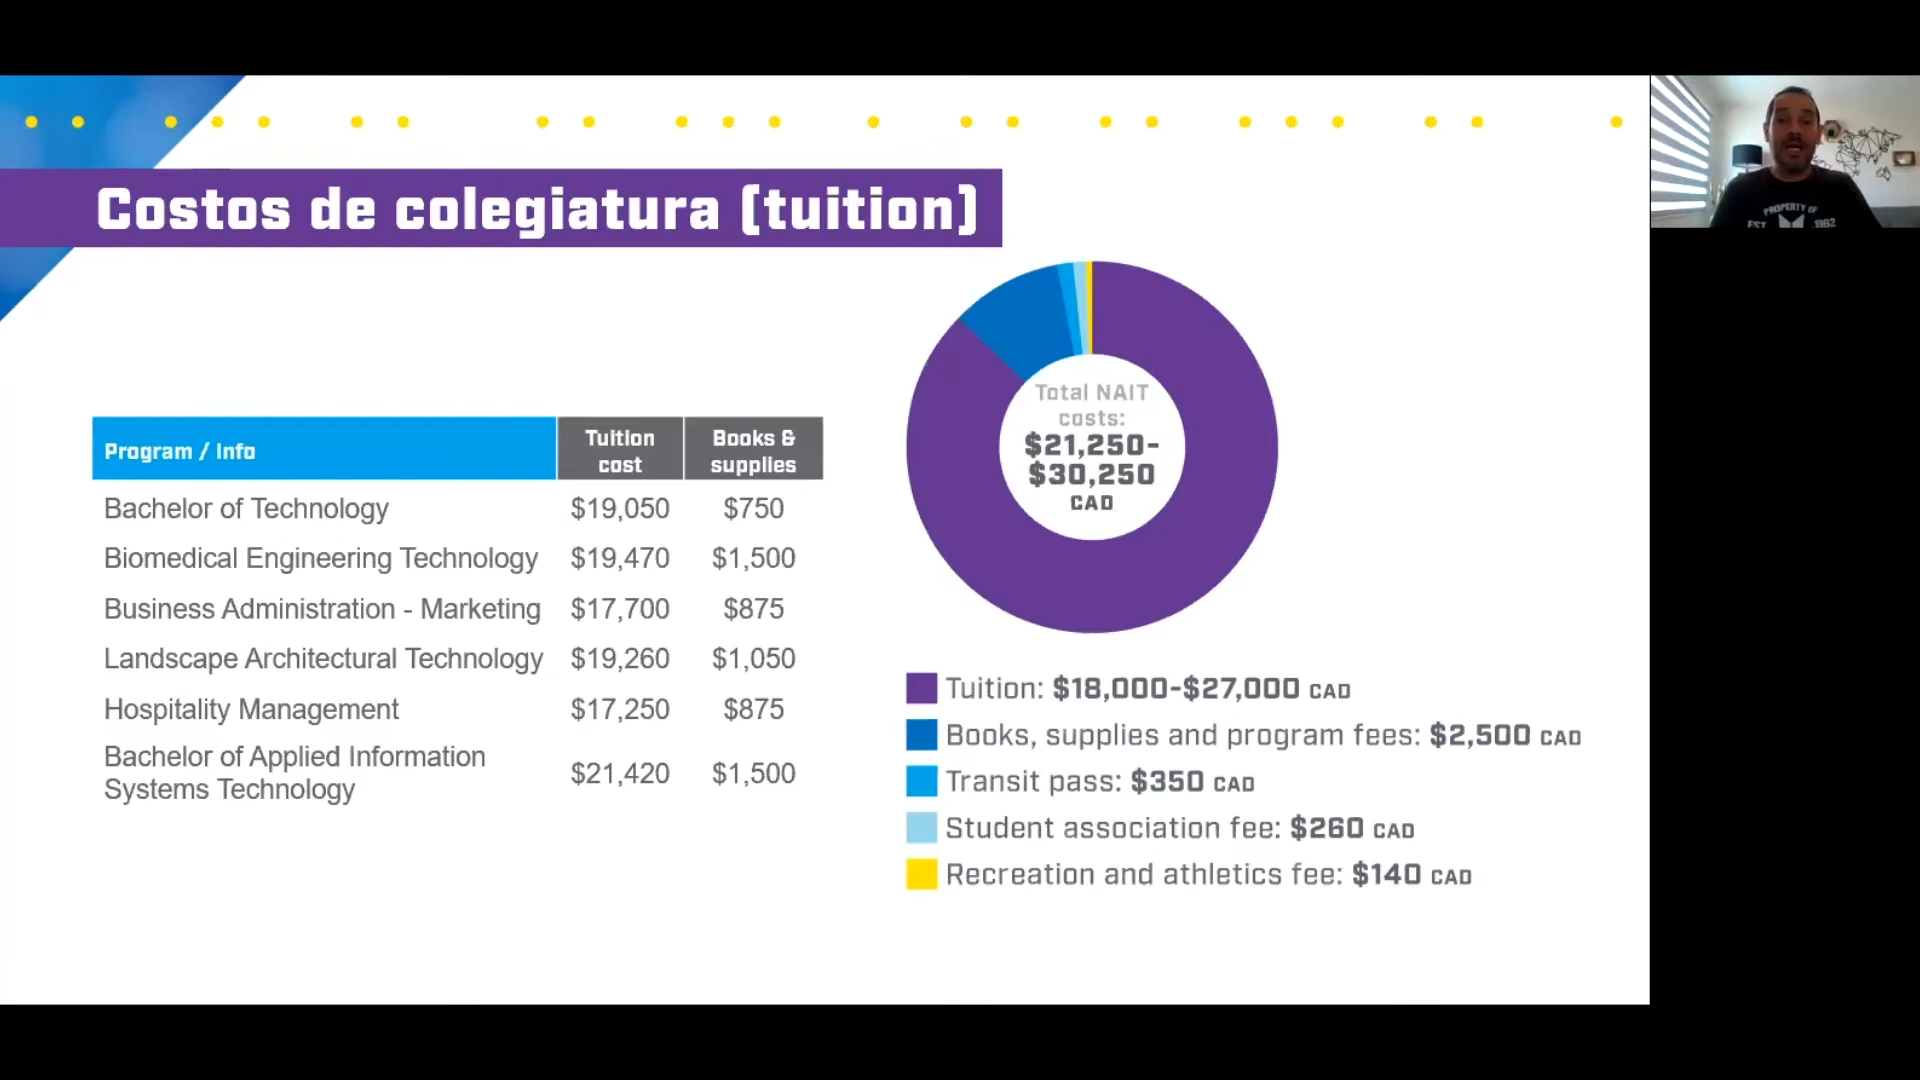 Costos de colegiatura (tuition)
Program / Info
Tuition cost
Books & supplies
Bachelor of Technology $19,050 $750
Biomedical Engineering Technology $19,470 $1,500
Business Administration - Marketing $17,700 $875
Landscape Architectural Technology $19,260 $1,050
Hospitality Management $17,250 $875
Bachelor of Applied Information
Systems Technology $21,420 $1,500
Total NAIT
costs:
$21,250-
$30,250
CAD
Tuition: $18,000-$27,000 CAD
Books, supplies and program fees: $2,500 CAD
Transit pass: $350 CAD
Student association fee: $260 CAD
Recreation and athletics fee: $140 CAD
PROPERTY OF
EST 1982